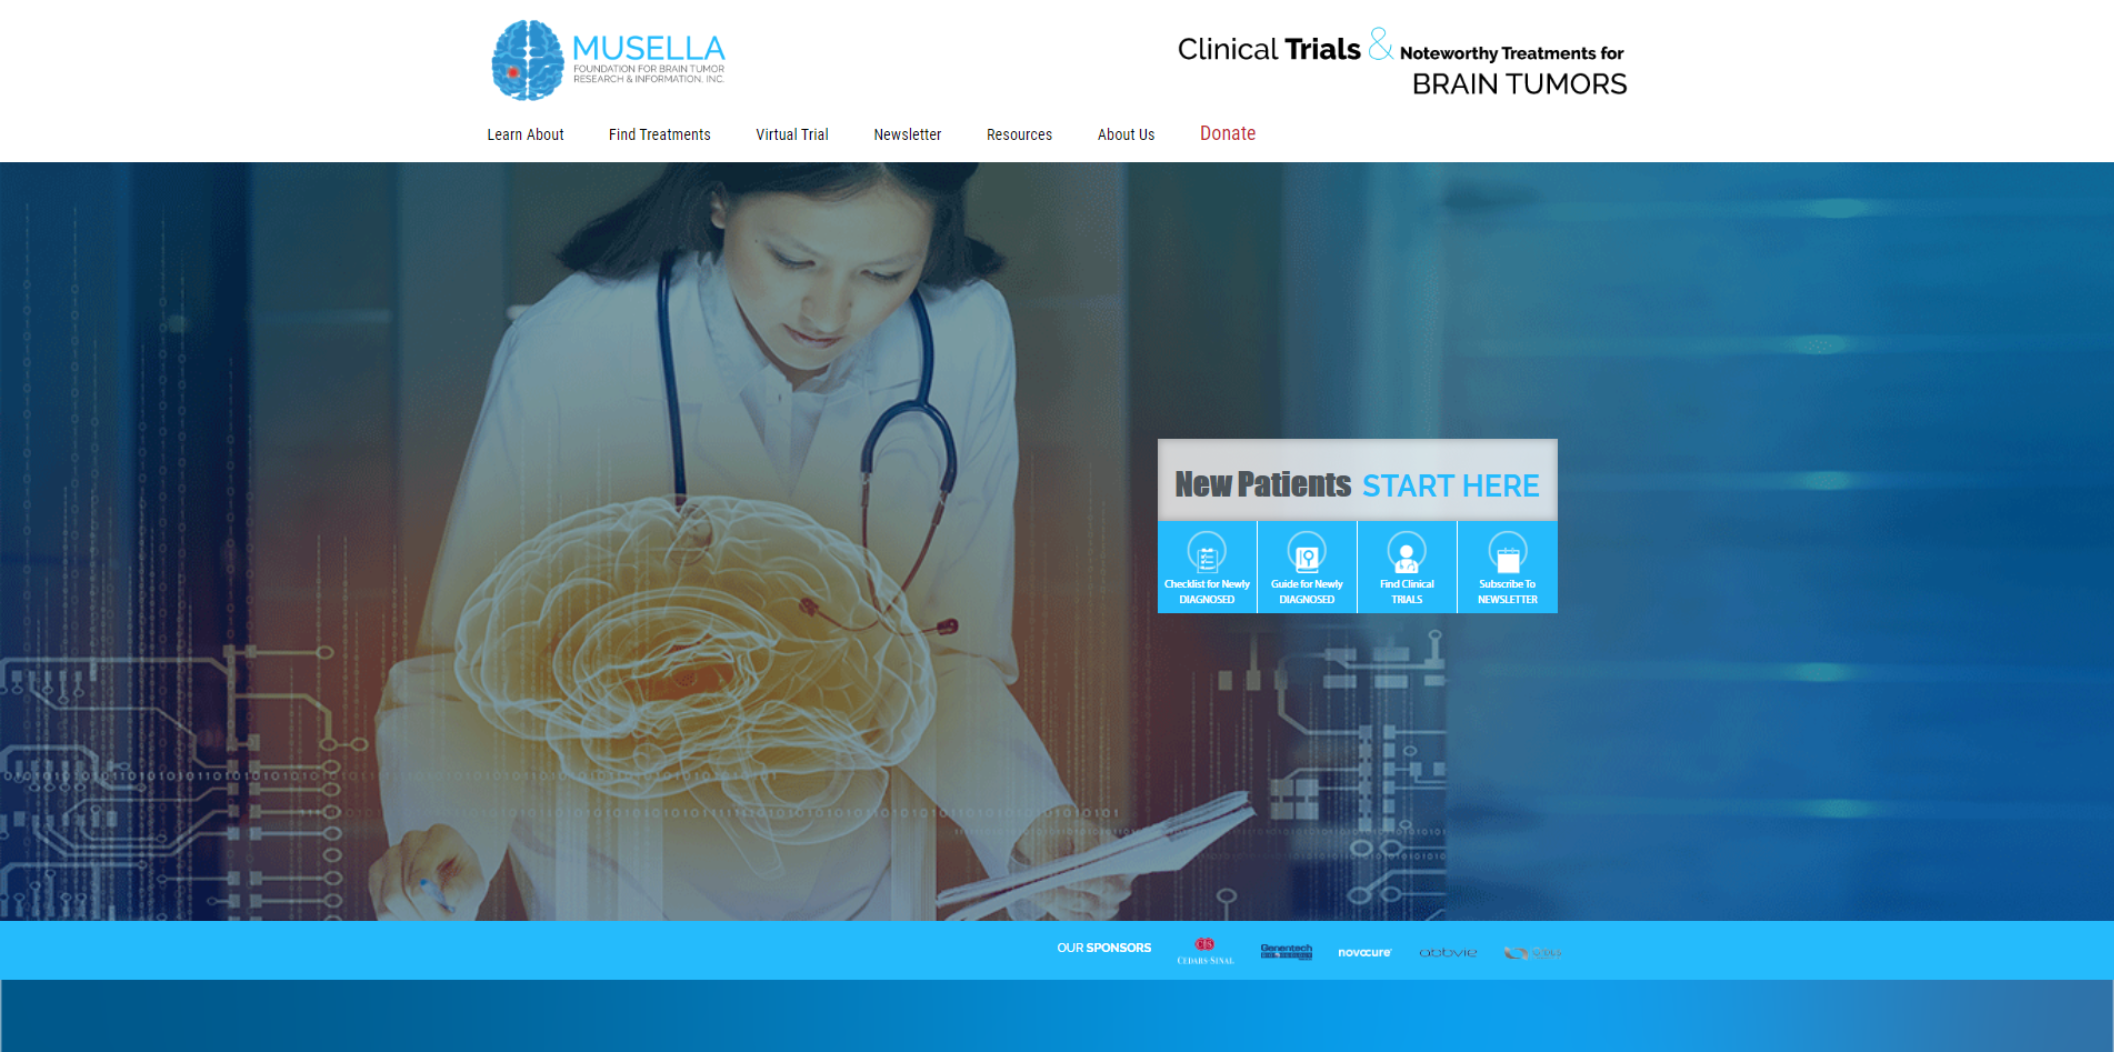 MUSELLA
FOUNDATION FOR BRAIN TUMOR
RESEARCH & INFORMATION, INC.
Clinical Trials & Noteworthy Treatments for
BRAIN TUMORS
Learn About
Find Treatments
Virtual Trial
Newsletter
Resources
About Us
Donate
New Patients START HERE
Checklist for Newly
DIAGNOSED
Guide for Newly
DIAGNOSED
Find Clinical
TRIALS
Subscribe To
NEWSLETTER
OUR SPONSORS
CEDARS-SINAI
Genentech
novocure
abbvie